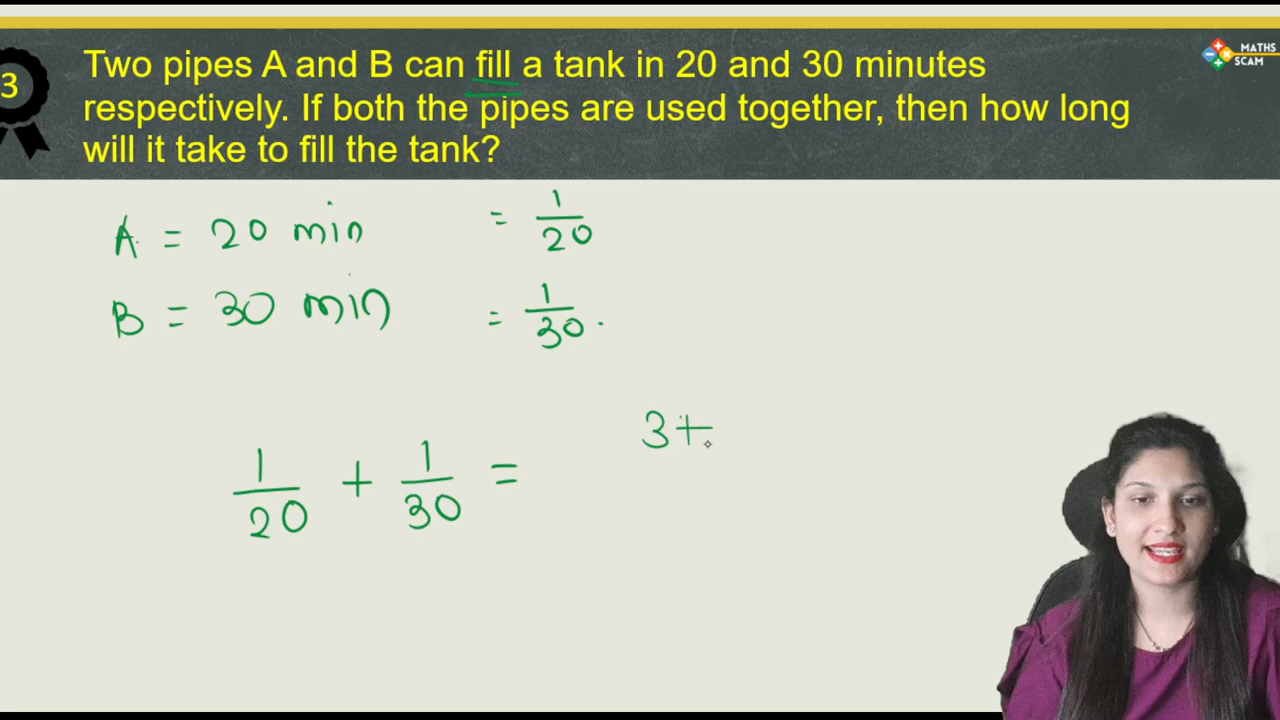 3
Two pipes A and B can fill a tank in 20 and 30 minutes
respectively. If both the pipes are used together, then how long
will it take to fill the tank?
MATHS
SCAM
A = 20 min = 1/20
B = 30 min = 1/30.
1/20 + 1/30 =
3+